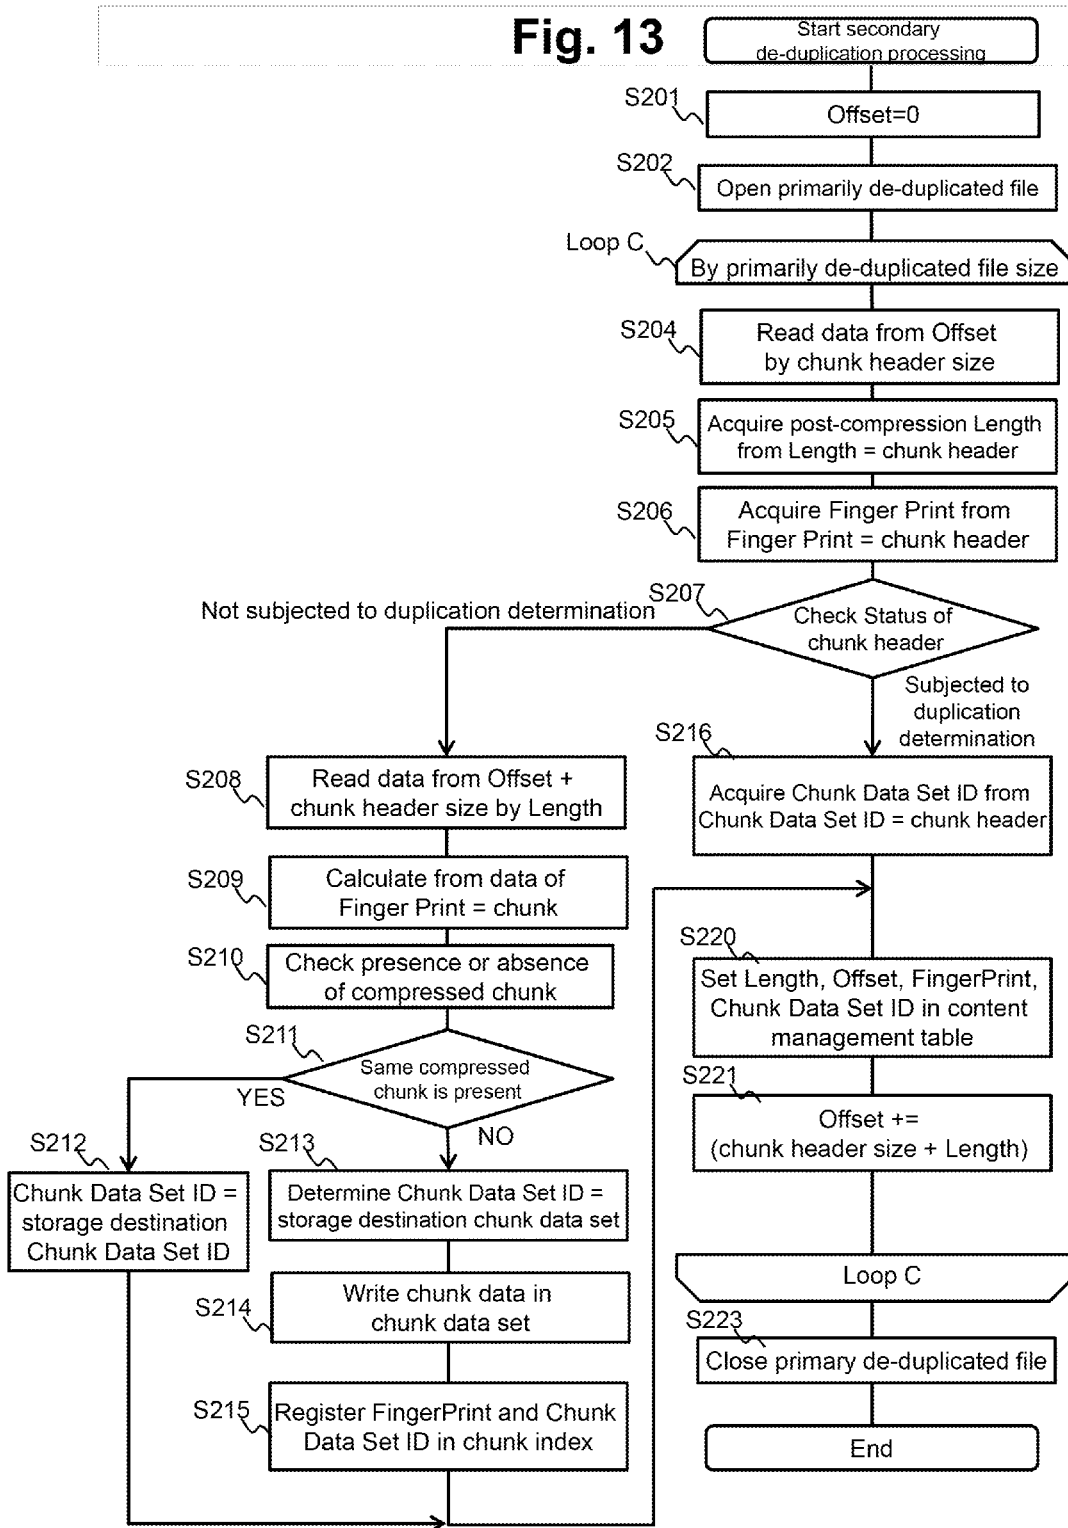 Fig. 13
Start secondary
de-duplication processing
S201
Offset=0
S202
Open primarily de-duplicated file
Loop C
By primarily de-duplicated file size
S204
Read data from Offset
by chunk header size
S205
Acquire post-compression Length
from Length = chunk header
S206
Acquire Finger Print from
Finger Print = chunk header
S207
Check Status of
chunk header
Not subjected to duplication determination
Subjected to
duplication
determination
S208
Read data from Offset +
chunk header size by Length
S209
Calculate from data of
Finger Print = chunk
S210
Check presence or absence
of compressed chunk
S211
Same compressed
chunk is present
YES
NO
S212
Chunk Data Set ID =
storage destination
Chunk Data Set ID
S213
Determine Chunk Data Set ID =
storage destination chunk data set
S214
Write chunk data in
chunk data set
S215
Register FingerPrint and Chunk
Data Set ID in chunk index
S216
Acquire Chunk Data Set ID from
Chunk Data Set ID = chunk header
S220
Set Length, Offset, FingerPrint,
Chunk Data Set ID in content
management table
S221
Offset +=
(chunk header size + Length)
Loop C
S223
Close primary de-duplicated file
End